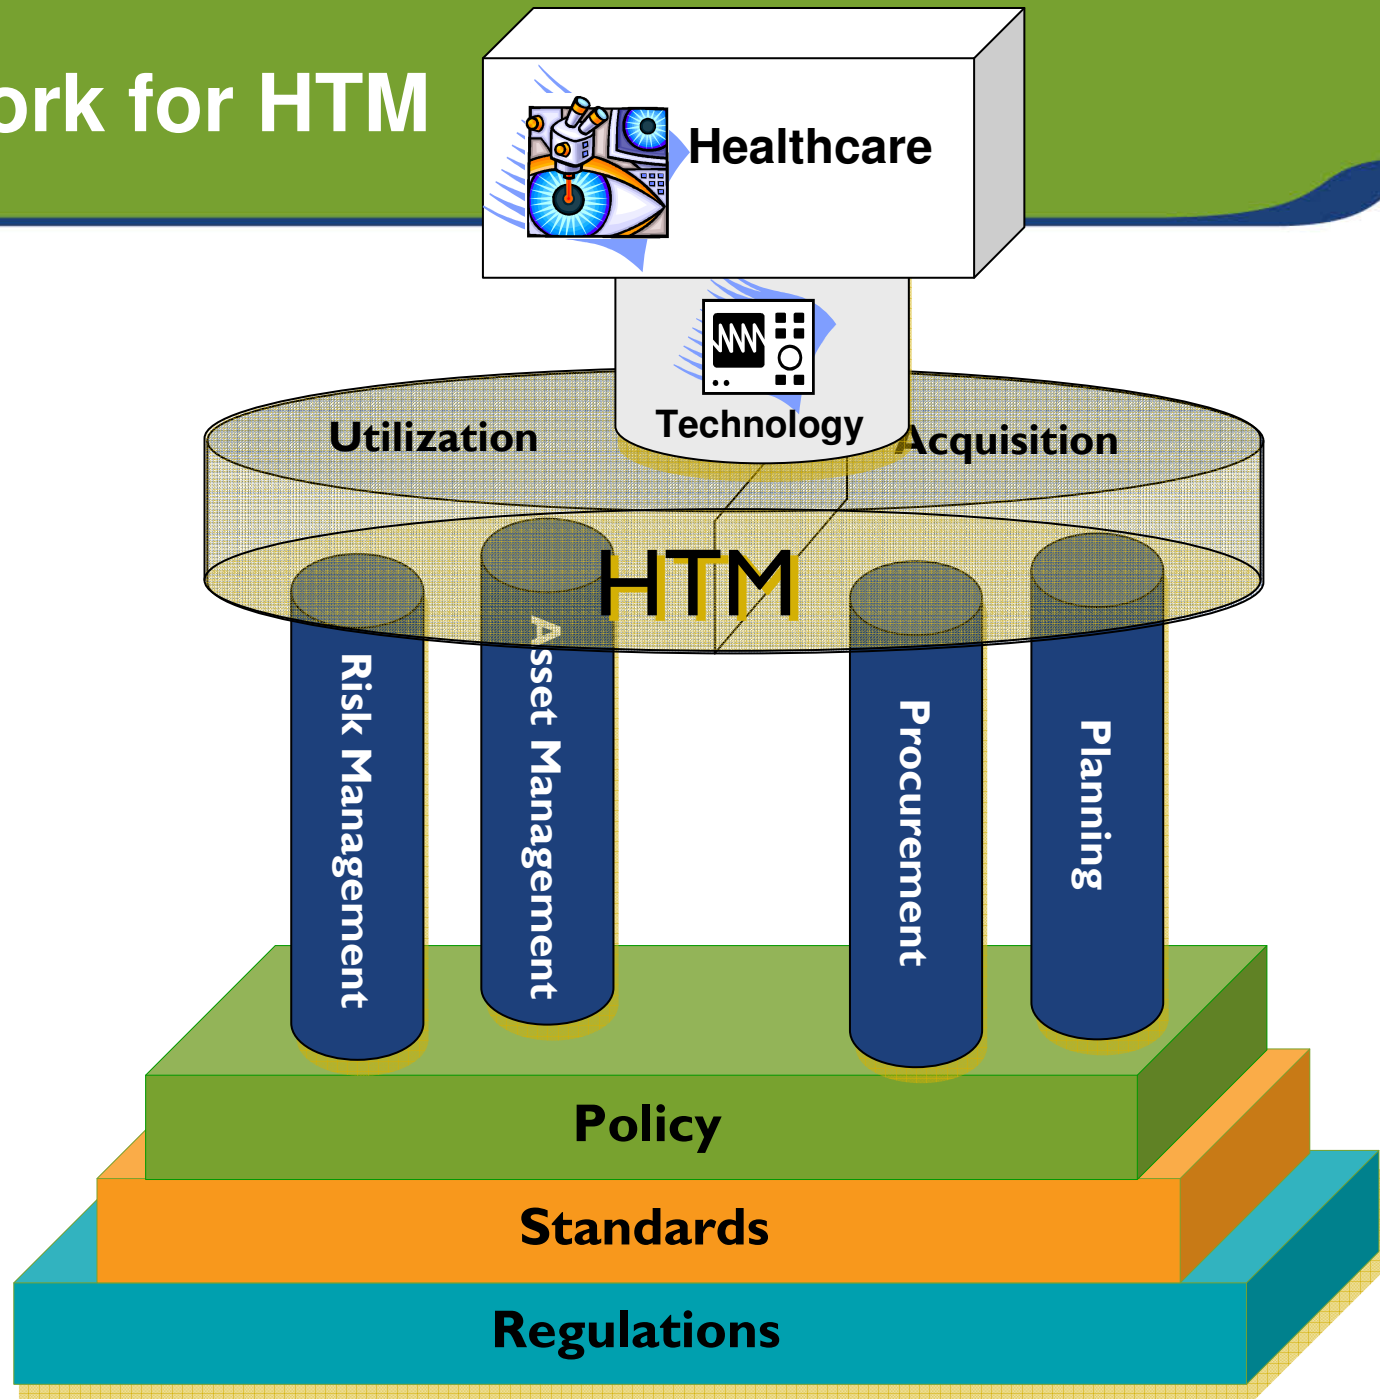 ork for HTM
Healthcare
Technology
Utilization
Acquisition
HTM
Risk Management
Asset Management
Procurement
Planning
Policy
Standards
Regulations